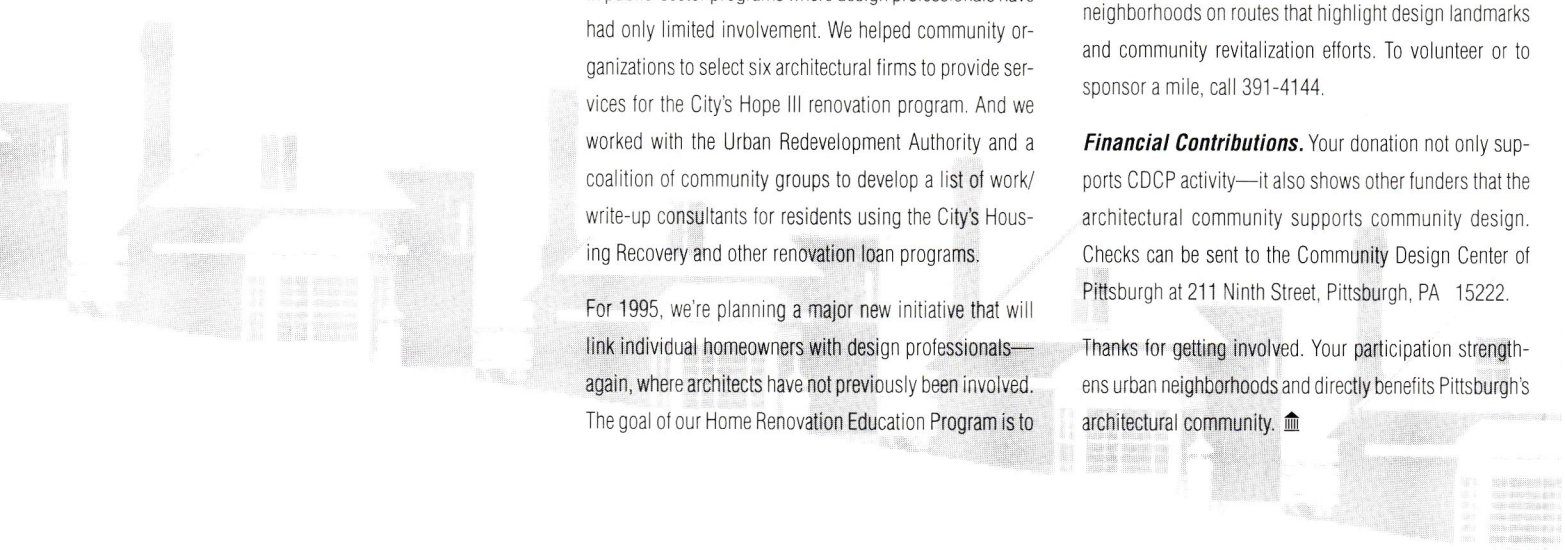 had only limited involvement. We helped community or-
ganizations to select six architectural firms to provide ser-
vices for the City's Hope III renovation program. And we
worked with the Urban Redevelopment Authority and a
coalition of community groups to develop a list of work/
write-up consultants for residents using the City's Hous-
ing Recovery and other renovation loan programs.
For 1995, we're planning a major new initiative that will
link individual homeowners with design professionals—
again, where architects have not previously been involved.
The goal of our Home Renovation Education Program is to
neighborhoods on routes that highlight design landmarks
and community revitalization efforts. To volunteer or to
sponsor a mile, call 391-4144.
Financial Contributions. Your donation not only sup-
ports CDCP activity—it also shows other funders that the
architectural community supports community design.
Checks can be sent to the Community Design Center of
Pittsburgh at 211 Ninth Street, Pittsburgh, PA 15222.
Thanks for getting involved. Your participation strength-
ens urban neighborhoods and directly benefits Pittsburgh's
architectural community.